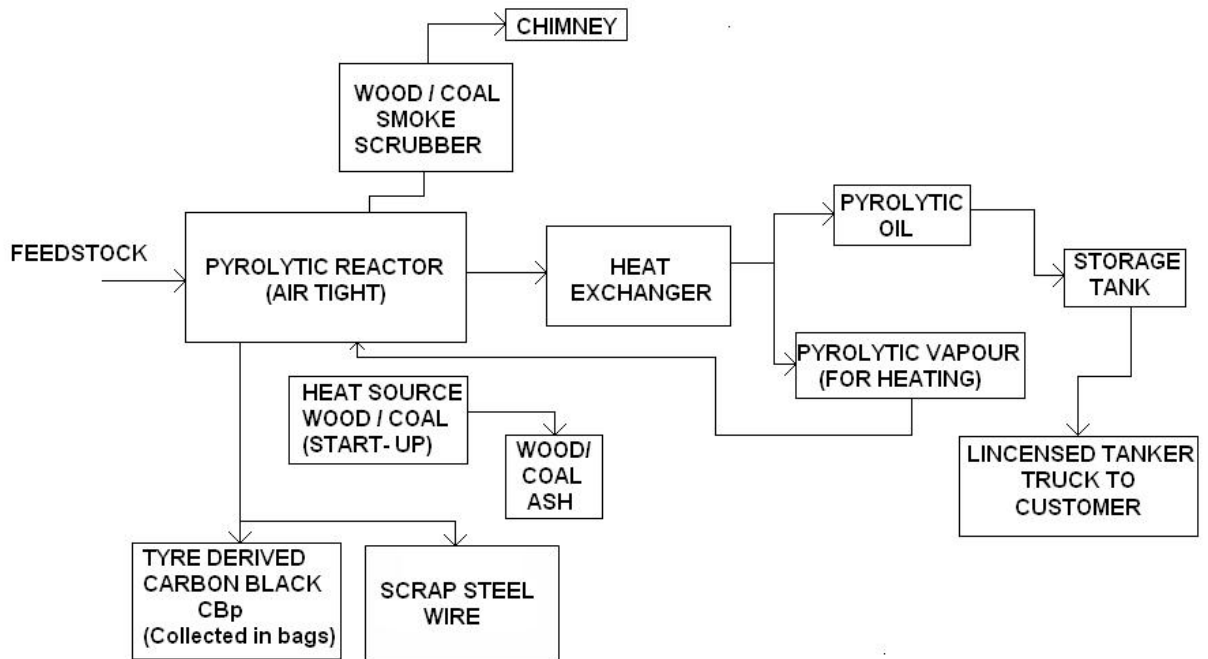 CHIMNEY
WOOD / COAL
SMOKE
SCRUBBER
FEEDSTOCK
PYROLYTIC REACTOR
(AIR TIGHT)
HEAT
EXCHANGER
PYROLYTIC
OIL
STORAGE
TANK
PYROLYTIC VAPOUR
(FOR HEATING)
HEAT SOURCE
WOOD / COAL
(START- UP)
WOOD/
COAL
ASH
LINCENSED TANKER
TRUCK TO
CUSTOMER
TYRE DERIVED
CARBON BLACK
CBp
(Collected in bags)
SCRAP STEEL
WIRE